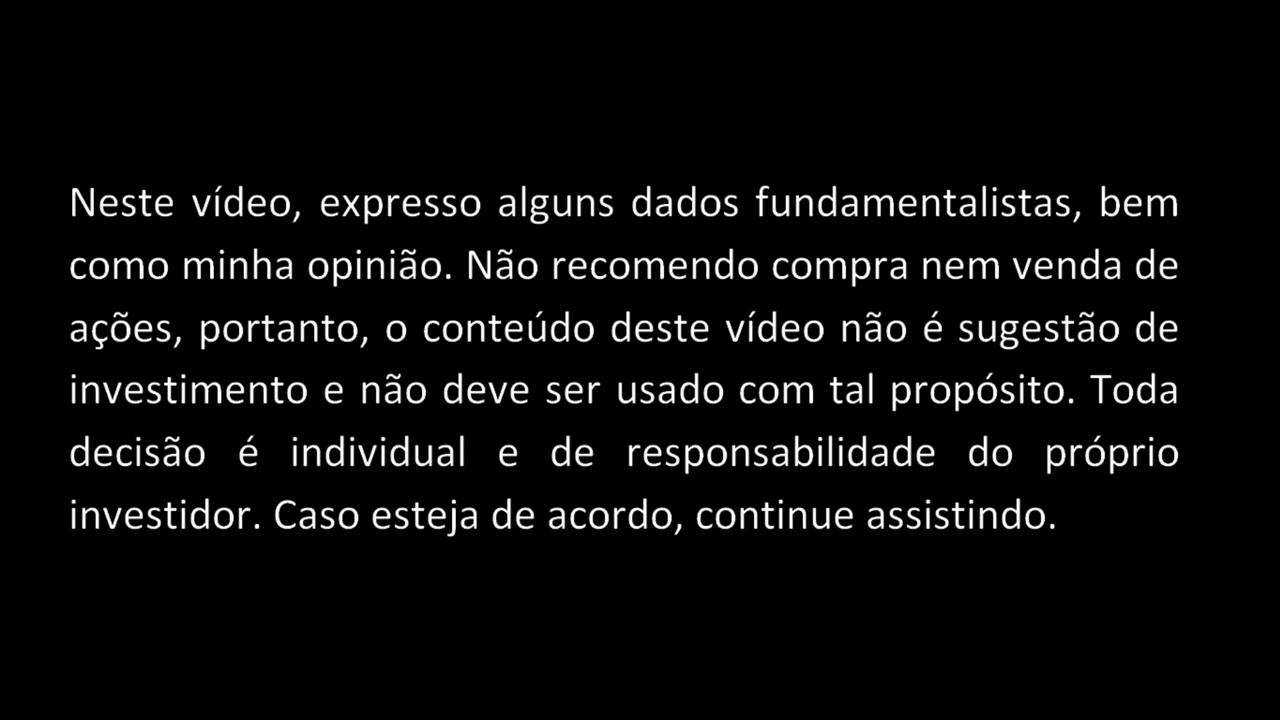 Neste vídeo, expresso alguns dados fundamentalistas, bem
como minha opinião. Não recomendo compra nem venda de
ações, portanto, o conteúdo deste vídeo não é sugestão de
investimento e não deve ser usado com tal propósito. Toda
decisão é individual e de responsabilidade do próprio
investidor. Caso esteja de acordo, continue assistindo.